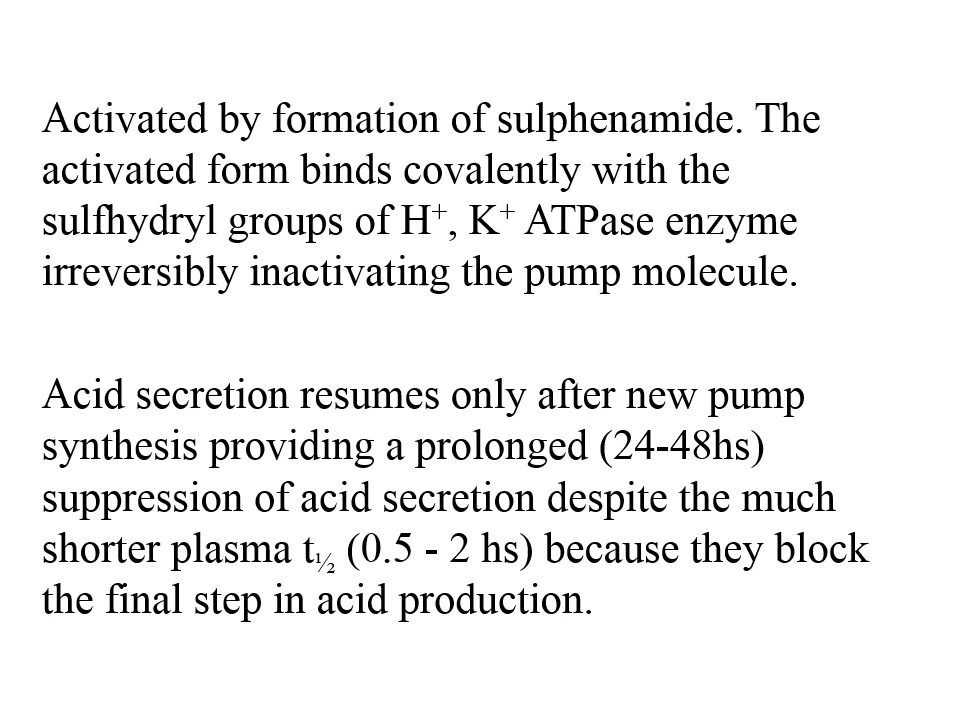 Activated by formation of sulphenamide. The
activated form binds covalently with the
sulfhydryl groups of H⁺, K⁺ ATPase enzyme
irreversibly inactivating the pump molecule.
Acid secretion resumes only after new pump
synthesis providing a prolonged (24-48hs)
suppression of acid secretion despite the much
shorter plasma t½ (0.5 - 2 hs) because they block
the final step in acid production.